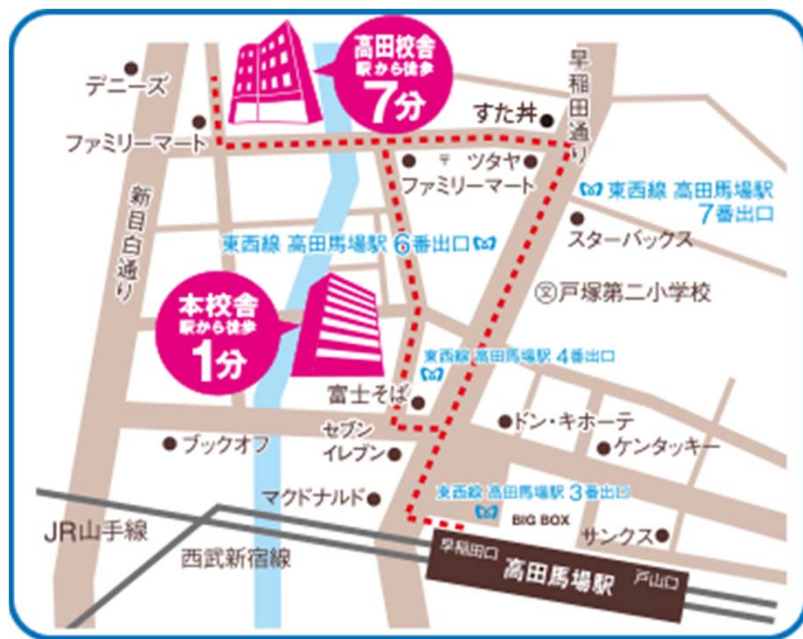 高田校舎
駅から徒歩
7分
早稲田通り
デニーズ
すた丼
ファミリーマート
〒 ツタヤ
ファミリーマート
新目白通り
東西線 高田馬場駅
7番出口
スターバックス
東西線 高田馬場駅 6番出口
本校舎
駅から徒歩
1分
文 戸塚第二小学校
東西線 高田馬場駅 4番出口
富士そば
ドン・キホーテ
ブックオフ
セブン
イレブン
ケンタッキー
マクドナルド
東西線 高田馬場駅 3番出口
BIG BOX
サンクス
JR山手線
西武新宿線
早稲田口
高田馬場駅
戸山口